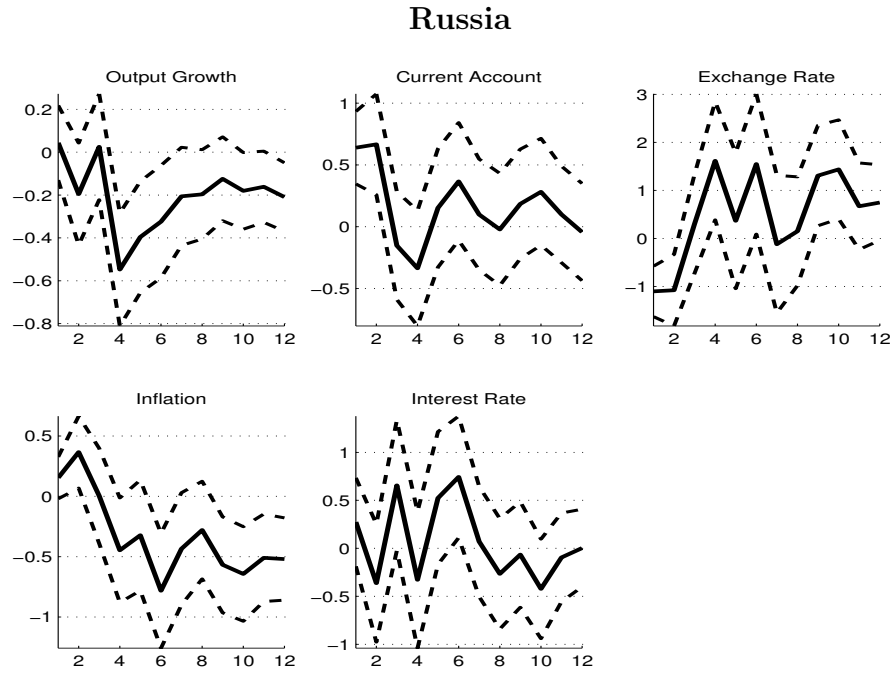 Russia
Output Growth
Current Account
Exchange Rate
0.2
0
−0.2
−0.4
−0.6
−0.8
2 4 6 8 10 12
1
0.5
0
−0.5
2 4 6 8 10 12
3
2
1
0
−1
2 4 6 8 10 12
Inflation
Interest Rate
0.5
0
−0.5
−1
2 4 6 8 10 12
1
0.5
0
−0.5
−1
2 4 6 8 10 12